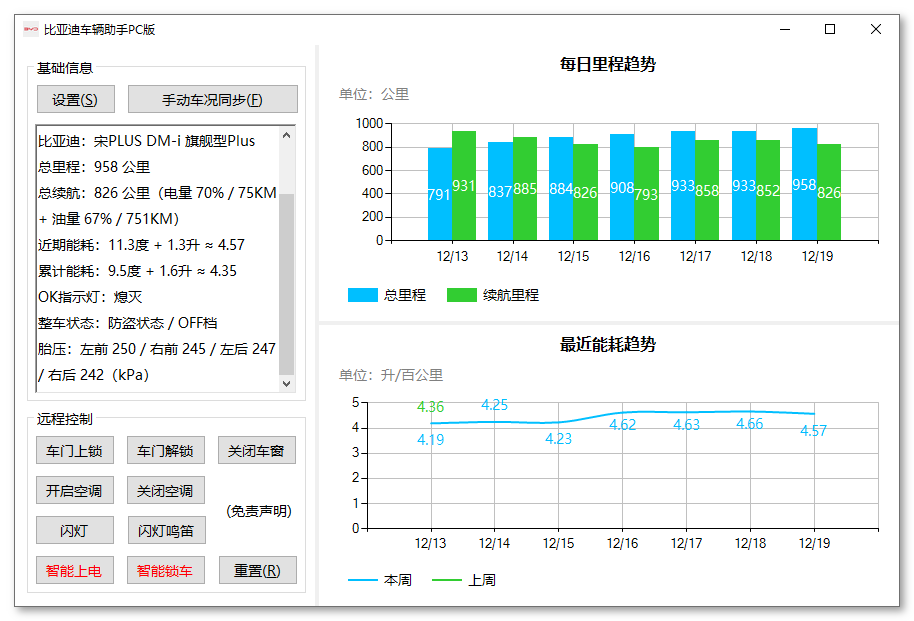 BYD 比亚迪车辆助手PC版
基础信息
设置(S)
手动车况同步(F)
比亚迪：宋PLUS DM-i 旗舰型Plus
总里程：958 公里
总续航：826 公里（电量 70% / 75KM
+ 油量 67% / 751KM）
近期能耗：11.3度 + 1.3升 ≈ 4.57
累计能耗：9.5度 + 1.6升 ≈ 4.35
OK指示灯：熄灭
整车状态：防盗状态 / OFF档
胎压：左前 250 / 右前 245 / 左后 247
/ 右后 242（kPa）
远程控制
车门上锁
车门解锁
关闭车窗
开启空调
关闭空调
(免责声明)
闪灯
闪灯鸣笛
智能上电
智能锁车
重置(R)
每日里程趋势
单位：公里
1000
800
600
400
200
0
791 931 837 885 884 826 908 793 933 858 933 852 958 826
12/13 12/14 12/15 12/16 12/17 12/18 12/19
总里程 续航里程
最近能耗趋势
单位：升/百公里
5
4
3
2
1
0
4.36
4.19 4.25 4.23 4.62 4.63 4.66 4.57
12/13 12/14 12/15 12/16 12/17 12/18 12/19
本周 上周